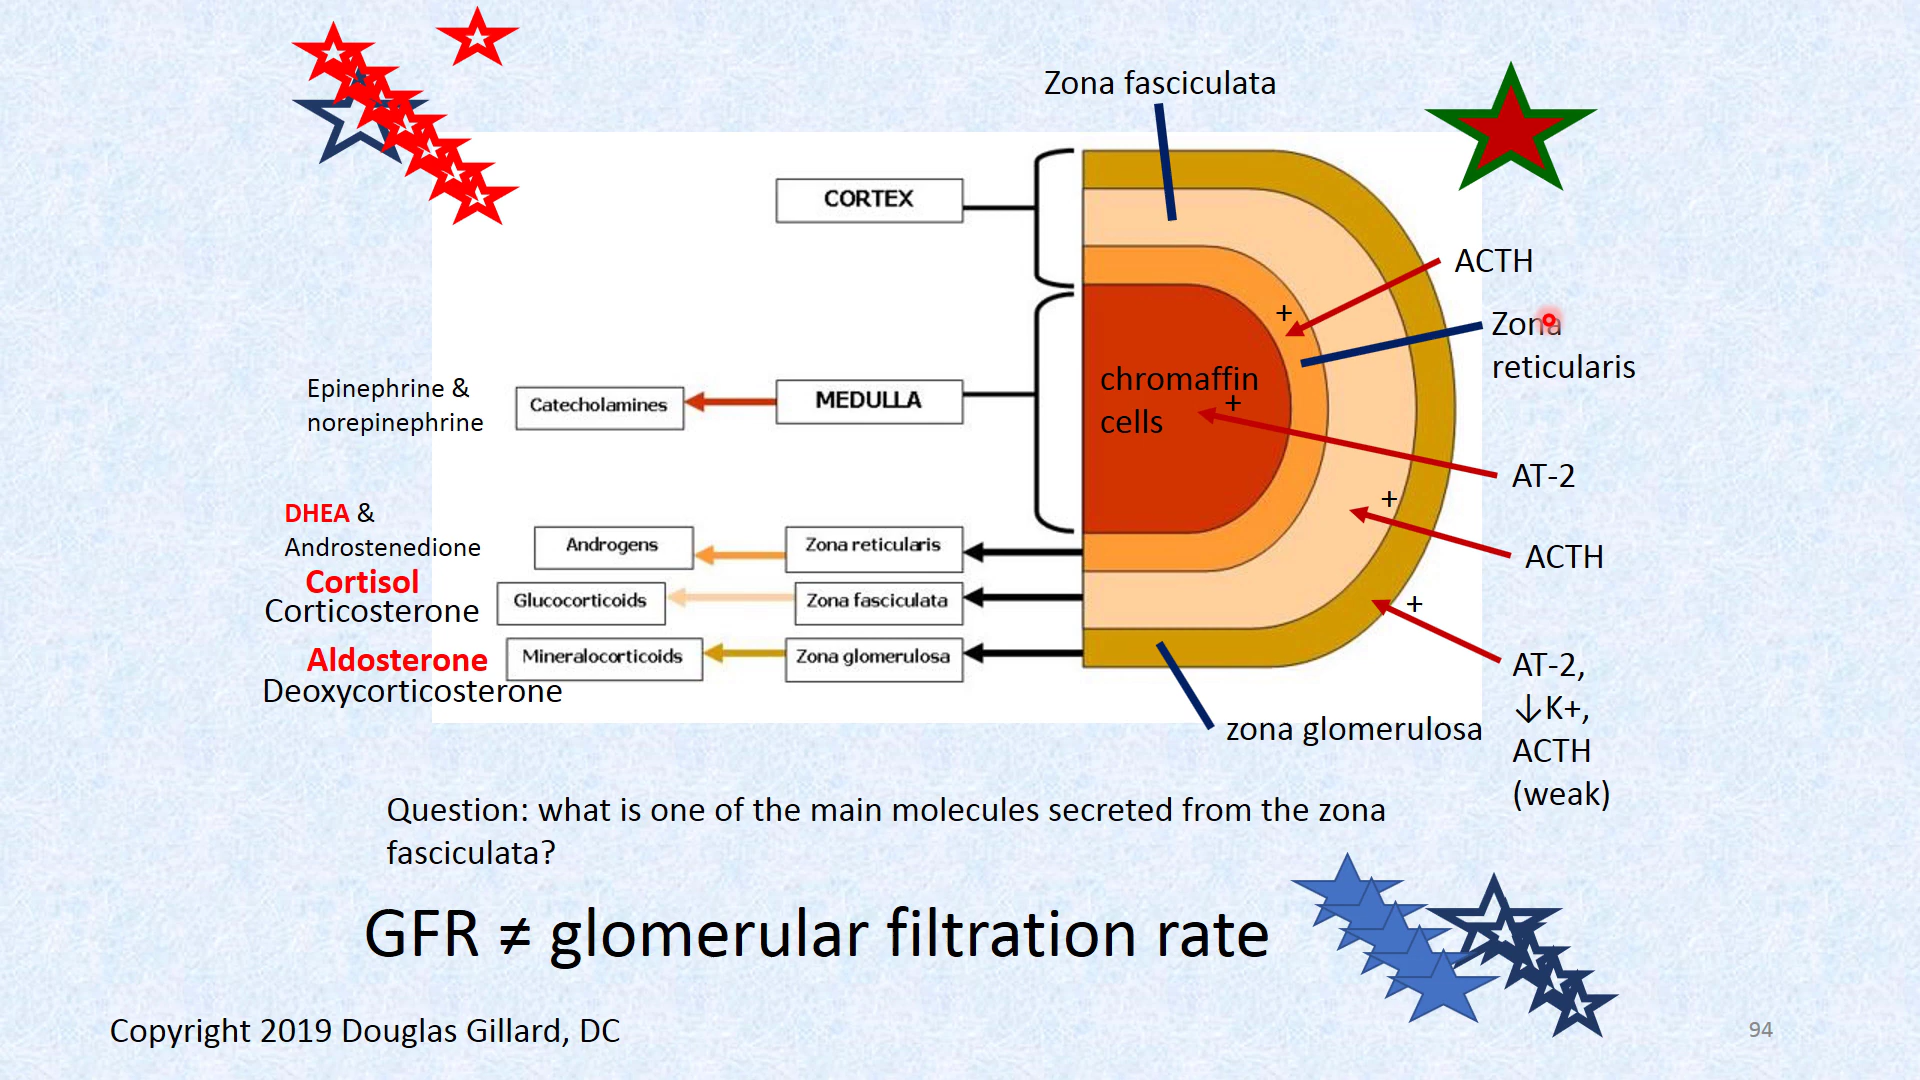 Zona fasciculata
CORTEX
ACTH
+
Zona
reticularis
Epinephrine &
norepinephrine
Catecholamines
MEDULLA
chromaffin
+
cells
AT-2
+
DHEA &
Androstenedione
Androgens
Zona reticularis
ACTH
Cortisol
Corticosterone
Glucocorticoids
Zona fasciculata
+
Aldosterone
Deoxycorticosterone
Mineralocorticoids
Zona glomerulosa
AT-2,
↓K+,
ACTH
(weak)
zona glomerulosa
Question: what is one of the main molecules secreted from the zona
fasciculata?
GFR ≠ glomerular filtration rate
Copyright 2019 Douglas Gillard, DC
94